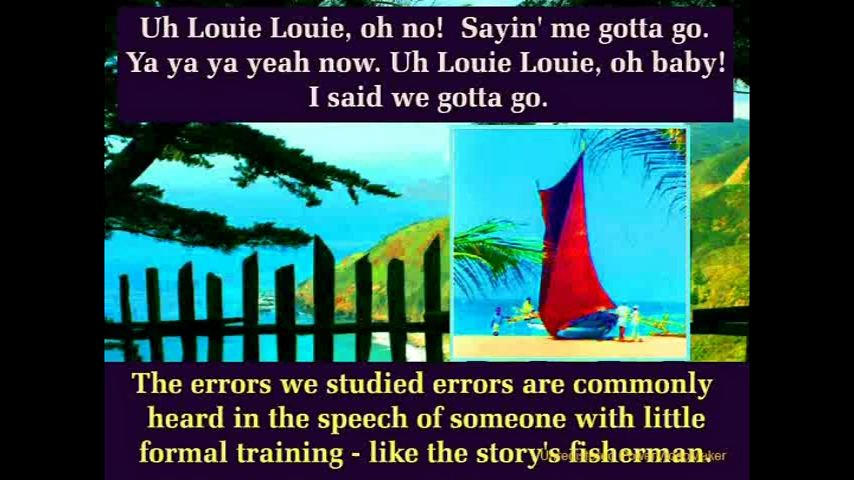 Uh Louie Louie, oh no!  Sayin' me gotta go.
Ya ya ya yeah now. Uh Louie Louie, oh baby!
I said we gotta go.
The errors we studied errors are commonly
heard in the speech of someone with little
formal training - like the story's fisherman.